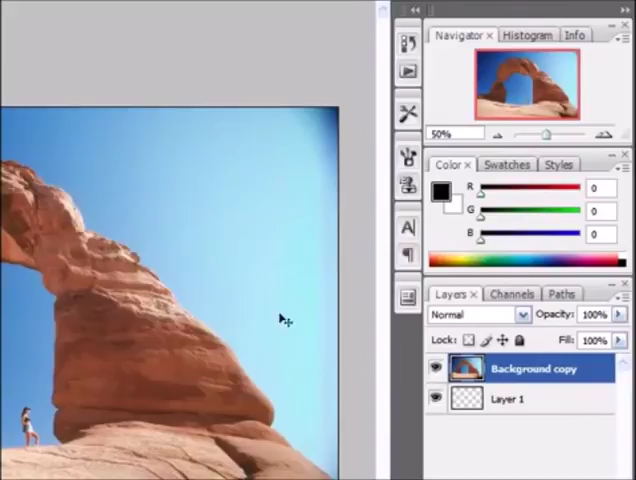 Navigator × Histogram Info
50%
Color × Swatches Styles
R 0
G 0
B 0
Layers × Channels Paths
Normal Opacity: 100%
Lock: Fill: 100%
Background copy
Layer 1
A